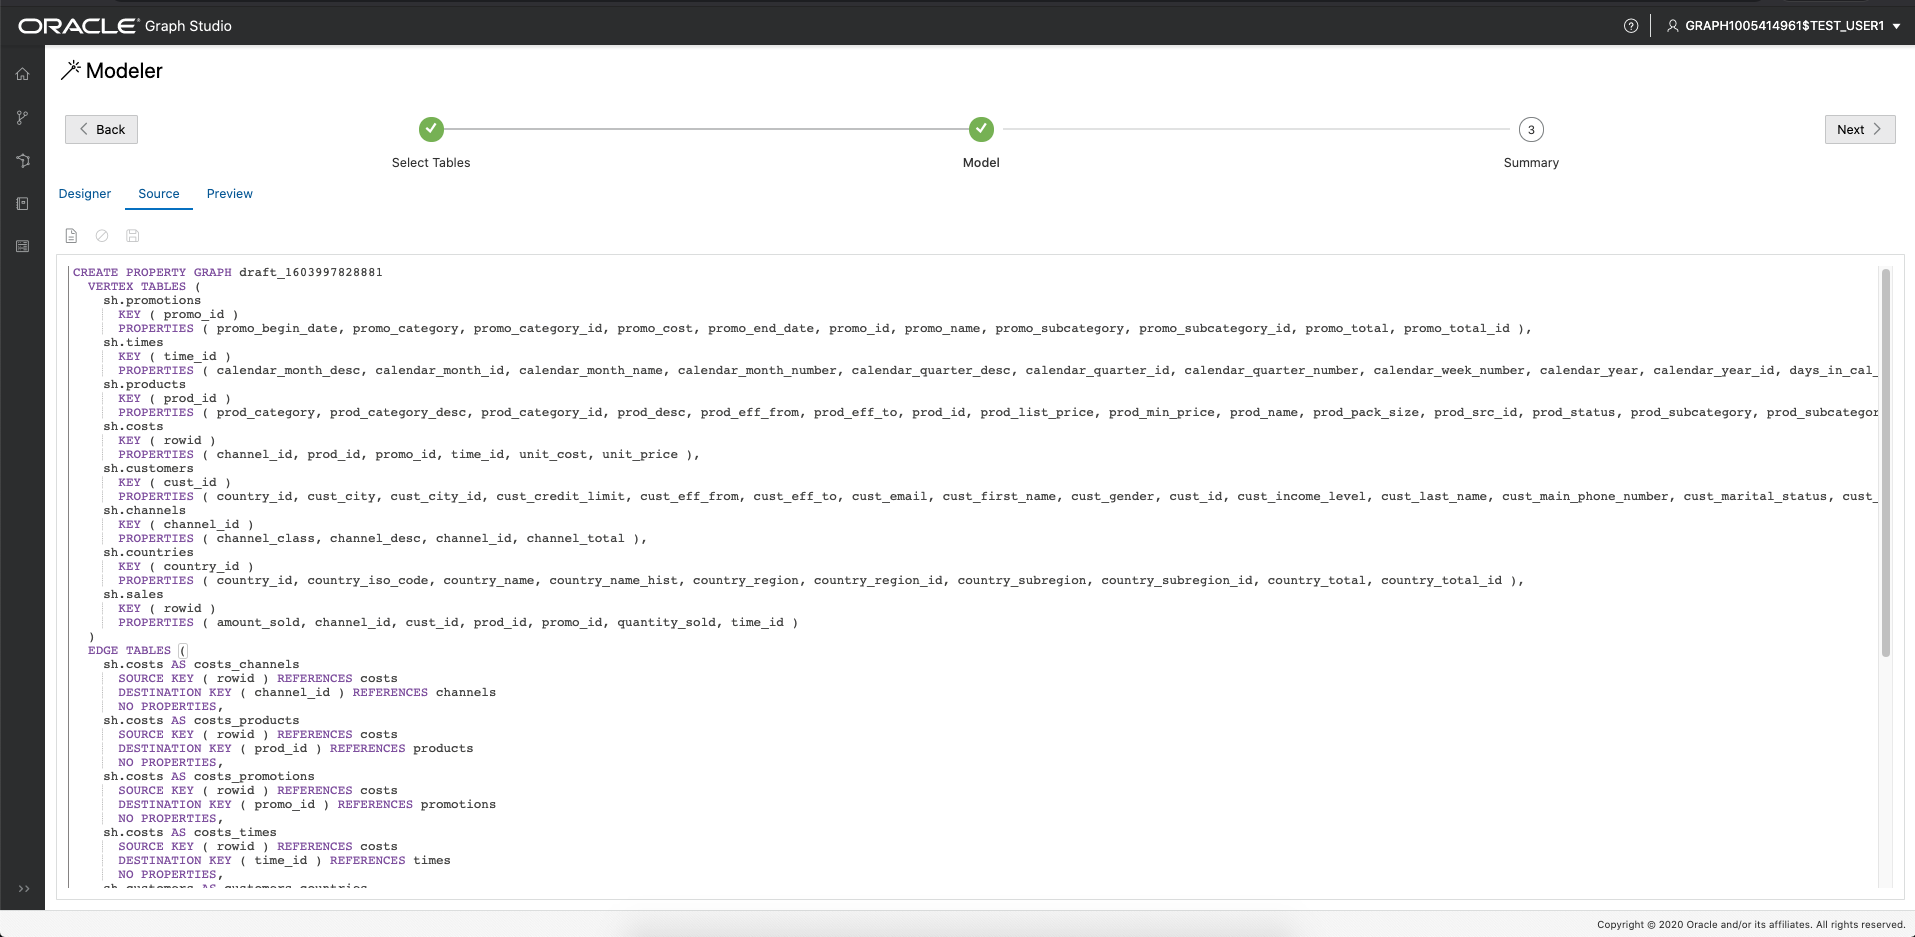 ORACLE Graph Studio
GRAPH1005414961$TEST_USER1
Modeler
Back
3
Next
Select Tables
Model
Summary
Designer Source Preview
CREATE PROPERTY GRAPH draft_1603997828881
VERTEX TABLES (
sh.promotions
KEY ( promo_id )
PROPERTIES ( promo_begin_date, promo_category, promo_category_id, promo_cost, promo_end_date, promo_id, promo_name, promo_subcategory, promo_subcategory_id, promo_total, promo_total_id ),
sh.times
KEY ( time_id )
PROPERTIES ( calendar_month_desc, calendar_month_id, calendar_month_name, calendar_month_number, calendar_quarter_desc, calendar_quarter_id, calendar_quarter_number, calendar_week_number, calendar_year, calendar_year_id, days_in_cal_
sh.products
KEY ( prod_id )
PROPERTIES ( prod_category, prod_category_desc, prod_category_id, prod_desc, prod_eff_from, prod_eff_to, prod_id, prod_list_price, prod_min_price, prod_name, prod_pack_size, prod_src_id, prod_status, prod_subcategory, prod_subcategor
sh.costs
KEY ( rowid )
PROPERTIES ( channel_id, prod_id, promo_id, time_id, unit_cost, unit_price ),
sh.customers
KEY ( cust_id )
PROPERTIES ( country_id, cust_city, cust_city_id, cust_credit_limit, cust_eff_from, cust_eff_to, cust_email, cust_first_name, cust_gender, cust_id, cust_income_level, cust_last_name, cust_main_phone_number, cust_marital_status, cust_
sh.channels
KEY ( channel_id )
PROPERTIES ( channel_class, channel_desc, channel_id, channel_total ),
sh.countries
KEY ( country_id )
PROPERTIES ( country_id, country_iso_code, country_name, country_name_hist, country_region, country_region_id, country_subregion, country_subregion_id, country_total, country_total_id ),
sh.sales
KEY ( rowid )
PROPERTIES ( amount_sold, channel_id, cust_id, prod_id, promo_id, quantity_sold, time_id )
)
EDGE TABLES (
sh.costs AS costs_channels
SOURCE KEY ( rowid ) REFERENCES costs
DESTINATION KEY ( channel_id ) REFERENCES channels
NO PROPERTIES,
sh.costs AS costs_products
SOURCE KEY ( rowid ) REFERENCES costs
DESTINATION KEY ( prod_id ) REFERENCES products
NO PROPERTIES,
sh.costs AS costs_promotions
SOURCE KEY ( rowid ) REFERENCES costs
DESTINATION KEY ( promo_id ) REFERENCES promotions
NO PROPERTIES,
sh.costs AS costs_times
SOURCE KEY ( rowid ) REFERENCES costs
DESTINATION KEY ( time_id ) REFERENCES times
NO PROPERTIES,
sh.customers AS customers_countries
Copyright © 2020 Oracle and/or its affiliates. All rights reserved.